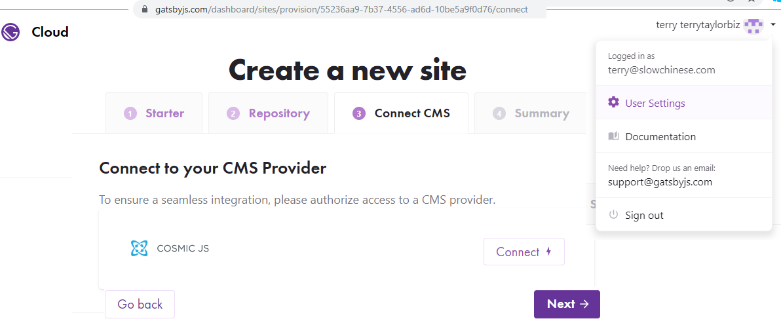 gatsbyjs.com/dashboard/sites/provision/55236aa9-7b37-4556-ad6d-10be5a9f0d76/connect
Cloud
terry terrytaylorbiz
Logged in as
terry@slowchinese.com
User Settings
Documentation
Need help? Drop us an email:
support@gatsbyjs.com
Sign out
Create a new site
1 Starter
2 Repository
3 Connect CMS
4 Summary
Connect to your CMS Provider
To ensure a seamless integration, please authorize access to a CMS provider.
S
COSMIC JS
Connect
Go back
Next →